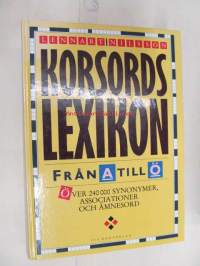 LENNART NILSSON
KORSORDS
LEXIKON
FRÅN A TILL Ö
ÖVER 240 000 SYNONYMER,
ASSOCIATIONER
OCH ÄMNESORD